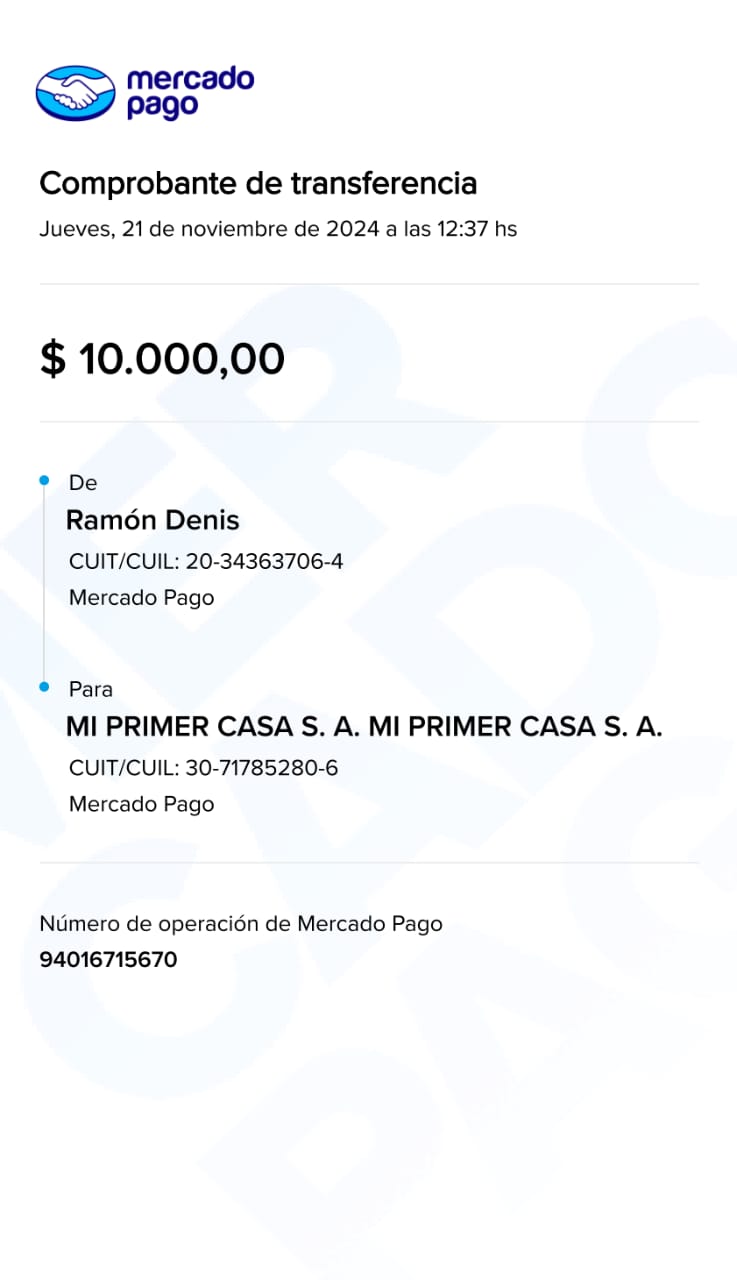 mercado
pago
Comprobante de transferencia
Jueves, 21 de noviembre de 2024 a las 12:37 hs
$ 10.000,00
De
Ramón Denis
CUIT/CUIL: 20-34363706-4
Mercado Pago
Para
MI PRIMER CASA S. A. MI PRIMER CASA S. A.
CUIT/CUIL: 30-71785280-6
Mercado Pago
Número de operación de Mercado Pago
94016715670